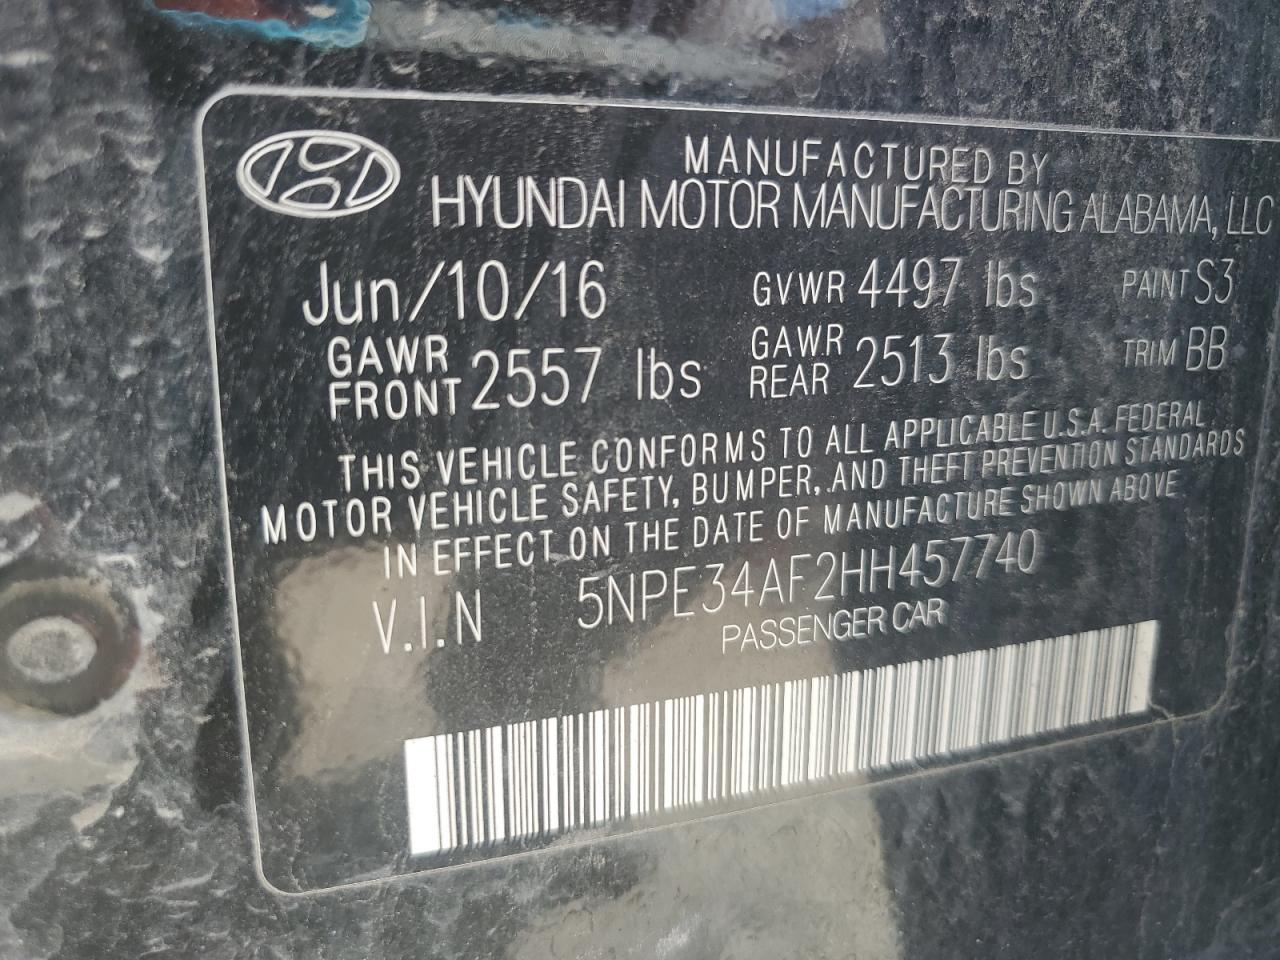 MANUFACTURED BY
HYUNDAI MOTOR MANUFACTURING ALABAMA, LLC
Jun/10/16 GVWR 4497 lbs PAINT S3
GAWR FRONT 2557 lbs GAWR REAR 2513 lbs TRIM BB
THIS VEHICLE CONFORMS TO ALL APPLICABLE U.S.A. FEDERAL
MOTOR VEHICLE SAFETY, BUMPER, AND THEFT PREVENTION STANDARDS
IN EFFECT ON THE DATE OF MANUFACTURE SHOWN ABOVE
V.I.N 5NPE34AF2HH457740
PASSENGER CAR